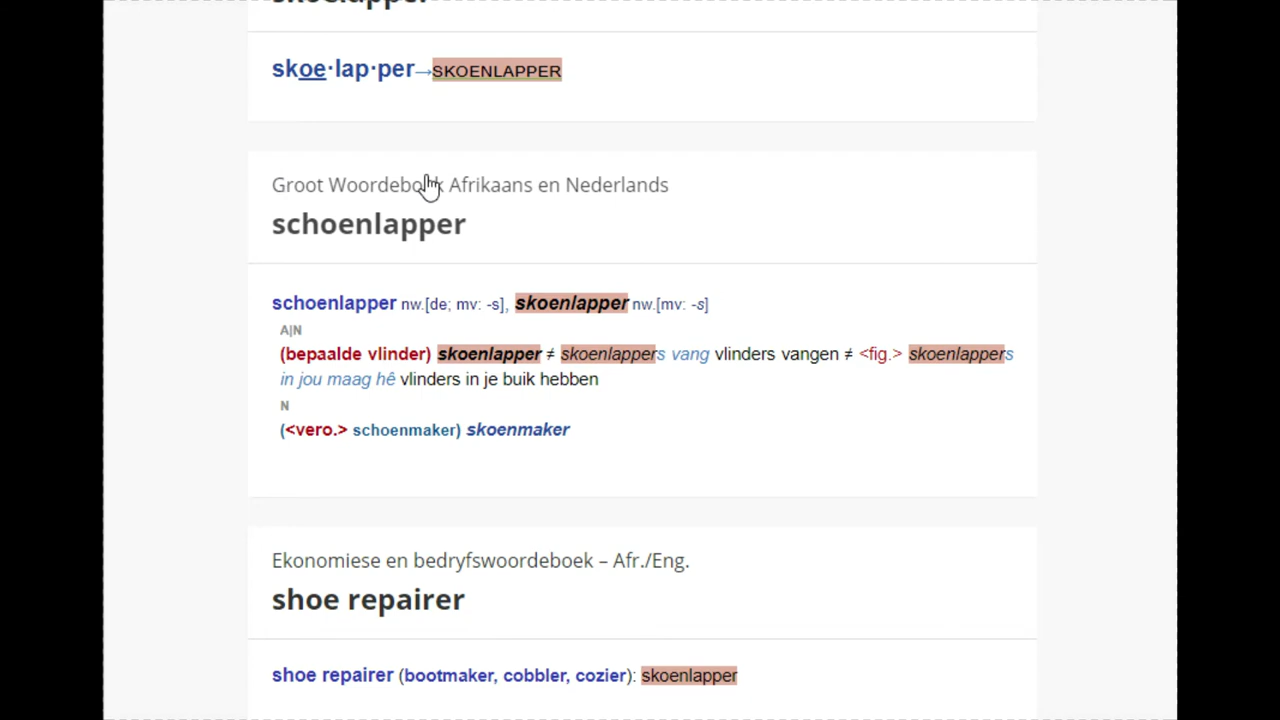 skoelapper
skoe·lap·per→SKOENLAPPER
Groot Woordeboek Afrikaans en Nederlands
schoenlapper
schoenlapper nw.[de; mv: -s], skoenlapper nw.[mv: -s]
A|N
(bepaalde vlinder) skoenlapper ≠ skoenlappers vang vlinders vangen ≠ <fig.> skoenlappers
in jou maag hê vlinders in je buik hebben
N
(<vero.> schoenmaker) skoenmaker
Ekonomiese en bedryfswoordeboek – Afr./Eng.
shoe repairer
shoe repairer (bootmaker, cobbler, cozier): skoenlapper